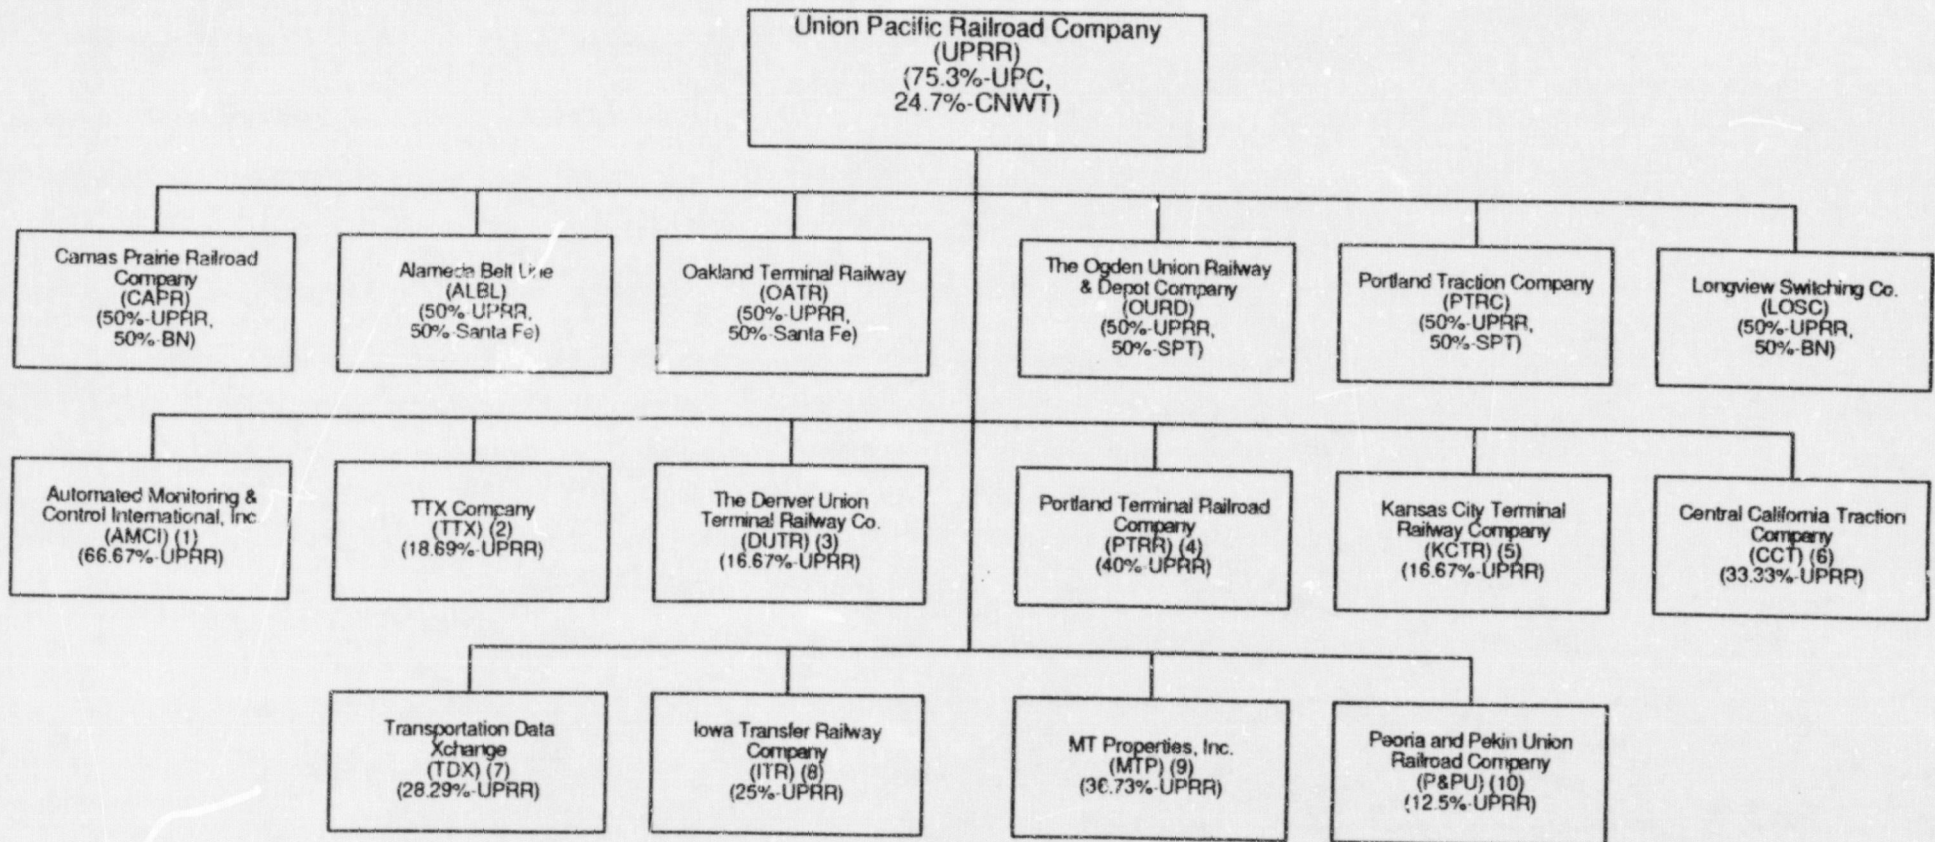 Union Pacific Railroad Company
(UPRR)
(75.3%-UPC,
24.7%-CNWT)
Camas Prairie Railroad
Company
(CAPR)
(50%-UPRR,
50%-BN)
Alameda Belt Line
(ALBL)
(50%-UPRR,
50%-Santa Fe)
Oakland Terminal Railway
(OATR)
(50%-UPRR,
50%-Santa Fe)
The Ogden Union Railway
& Depot Company
(OURD)
(50%-UPRR,
50%-SPT)
Portland Traction Company
(PTRC)
(50%-UPRR,
50%-SPT)
Longview Switching Co.
(LOSC)
(50%-UPRR,
50%-BN)
Automated Monitoring &
Control International, Inc
(AMCI) (1)
(66.67%-UPRR)
TTX Company
(TTX) (2)
(18.69%-UPRR)
The Denver Union
Terminal Railway Co.
(DUTR) (3)
(16.67%-UPRR)
Portland Terminal Railroad
Company
(PTRR) (4)
(40%-UPRR)
Kansas City Terminal
Railway Company
(KCTR) (5)
(16.67%-UPRR)
Central California Traction
Company
(CCT) (6)
(33.33%-UPRR)
Transportation Data
Xchange
(TDX) (7)
(28.29%-UPRR)
Iowa Transfer Railway
Company
(ITR) (8)
(25%-UPRR)
MT Properties, Inc.
(MTP) (9)
(36.73%-UPRR)
Peoria and Pekin Union
Railroad Company
(P&PU) (10)
(12.5%-UPRR)